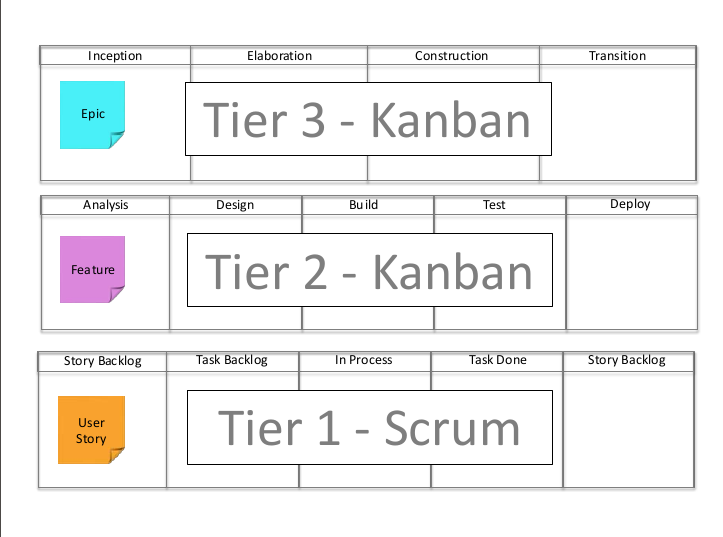 Inception Elaboration Construction Transition
Epic
Tier 3 - Kanban
Analysis Design Build Test Deploy
Feature
Tier 2 - Kanban
Story Backlog Task Backlog In Process Task Done Story Backlog
User
Story
Tier 1 - Scrum